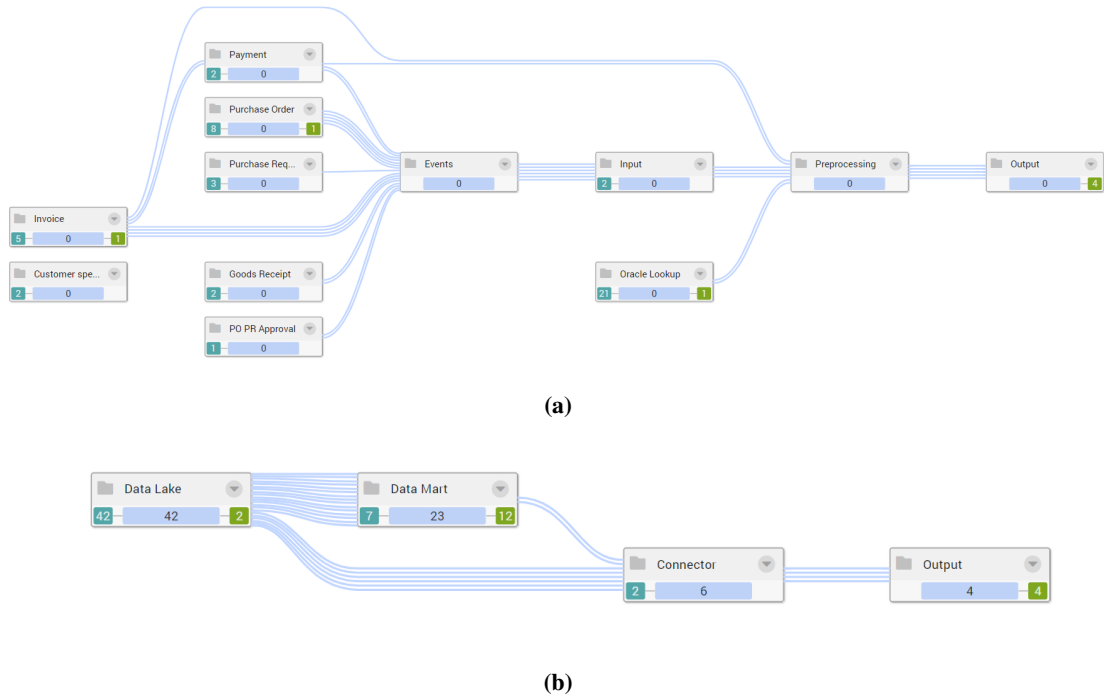 Payment
2 0
Purchase Order
8 0 1
Purchase Req...
3 0
Events
0
Input
2 0
Preprocessing
0
Output
0 4
Invoice
5 0 1
Customer spe...
2 0
Goods Receipt
2 0
Oracle Lookup
21 0 1
PO PR Approval
1 0
(a)
Data Lake
42 42 2
Data Mart
7 23 12
Connector
2 6
Output
4 4
(b)